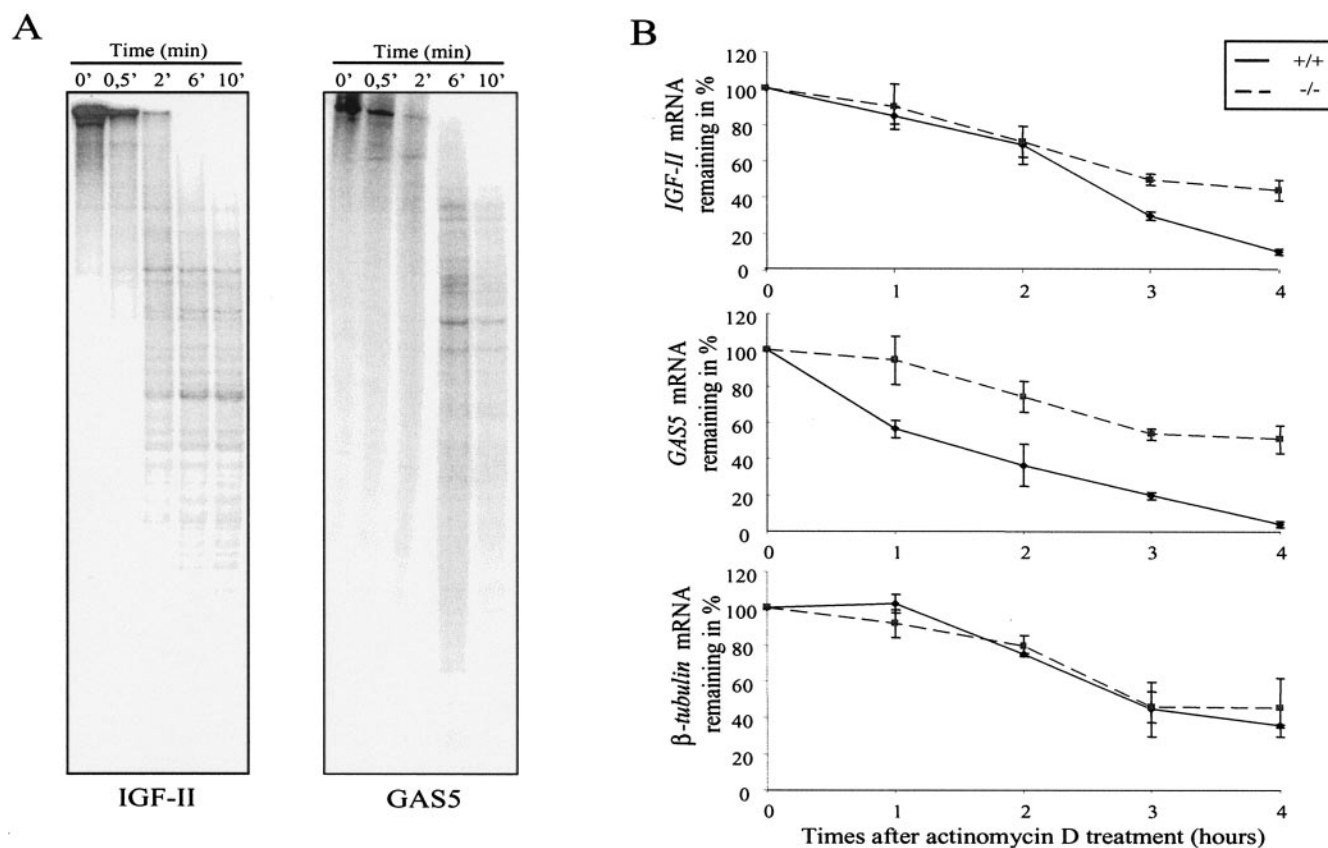 A
Time (min)
0' 0,5' 2' 6' 10'
IGF-II
Time (min)
0' 0,5' 2' 6' 10'
GAS5
B
+/+
-/-
IGF-II mRNA
remaining in %
120
100
80
60
40
20
0
0 1 2 3 4
GAS5 mRNA
remaining in %
120
100
80
60
40
20
0
0 1 2 3 4
β-tubulin mRNA
remaining in %
120
100
80
60
40
20
0
0 1 2 3 4
Times after actinomycin D treatment (hours)